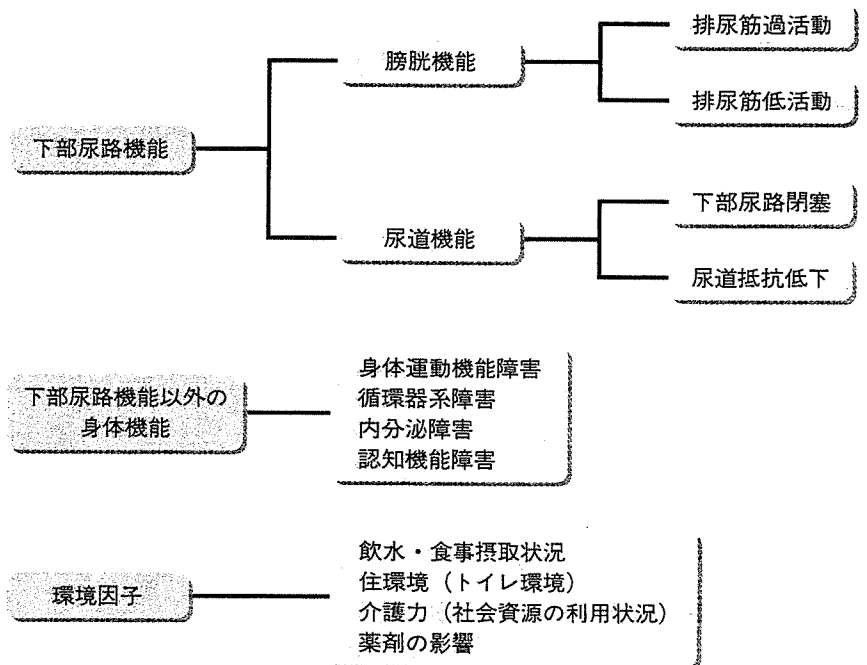 排尿筋過活動
膀胱機能
排尿筋低活動
下部尿路機能
下部尿路閉塞
尿道機能
尿道抵抗低下
下部尿路機能以外の
身体機能
身体運動機能障害
循環器系障害
内分泌障害
認知機能障害
環境因子
飲水・食事摂取状況
住環境（トイレ環境）
介護力（社会資源の利用状況）
薬剤の影響